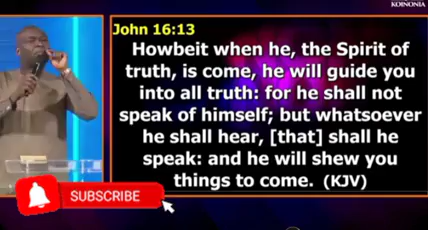 KOINONIA
John 16:13
Howbeit when he, the Spirit of
truth, is come, he will guide you
into all truth: for he shall not
speak of himself; but whatsoever
he shall hear, [that] shall he
speak: and he will shew you
things to come. (KJV)
SUBSCRIBE